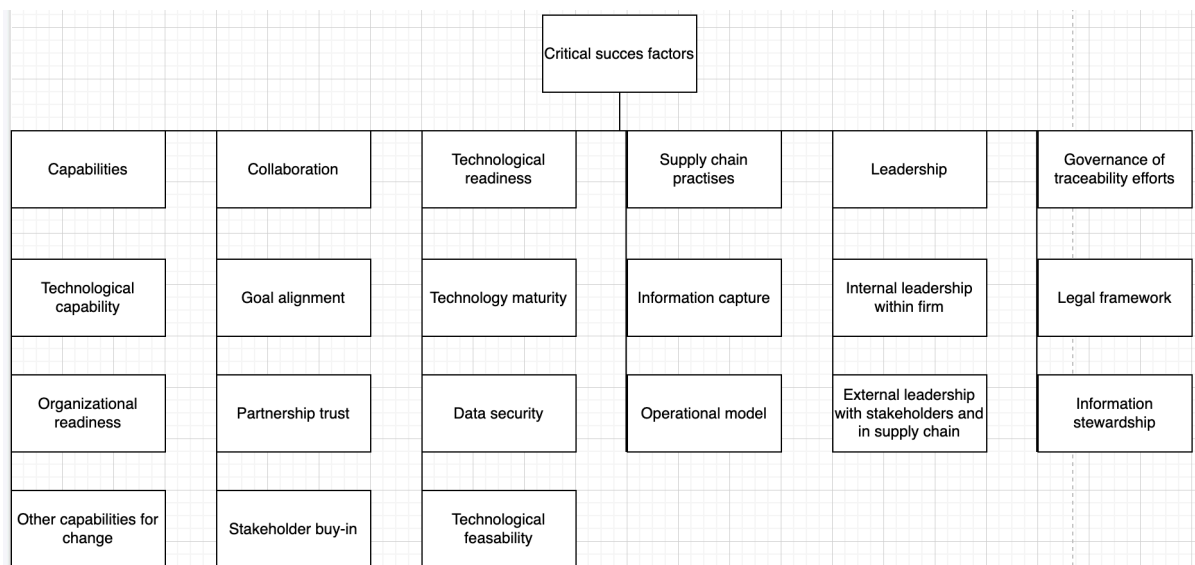 Critical succes factors
Capabilities
Collaboration
Technological
readiness
Supply chain
practises
Leadership
Governance of
traceability efforts
Technological
capability
Goal alignment
Technology maturity
Information capture
Internal leadership
within firm
Legal framework
Organizational
readiness
Partnership trust
Data security
Operational model
External leadership
with stakeholders and
in supply chain
Information
stewardship
Other capabilities for
change
Stakeholder buy-in
Technological
feasability